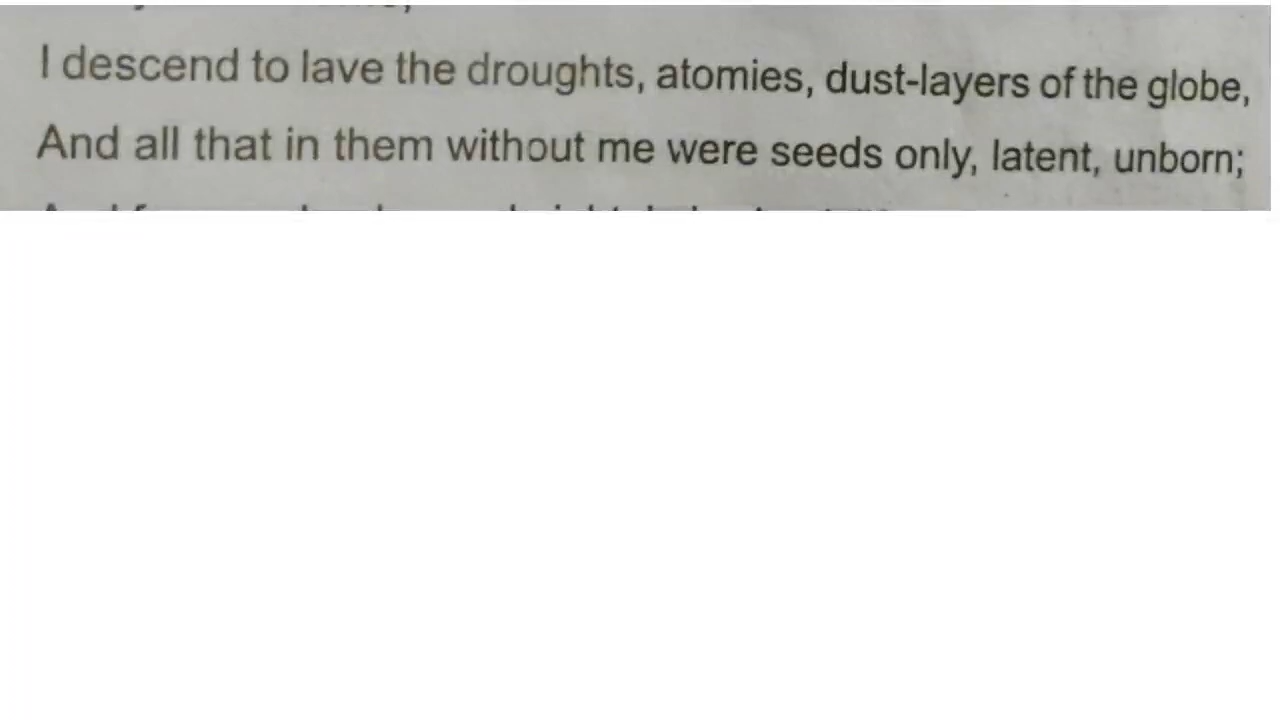 I descend to lave the droughts, atomies, dust-layers of the globe,
And all that in them without me were seeds only, latent, unborn;